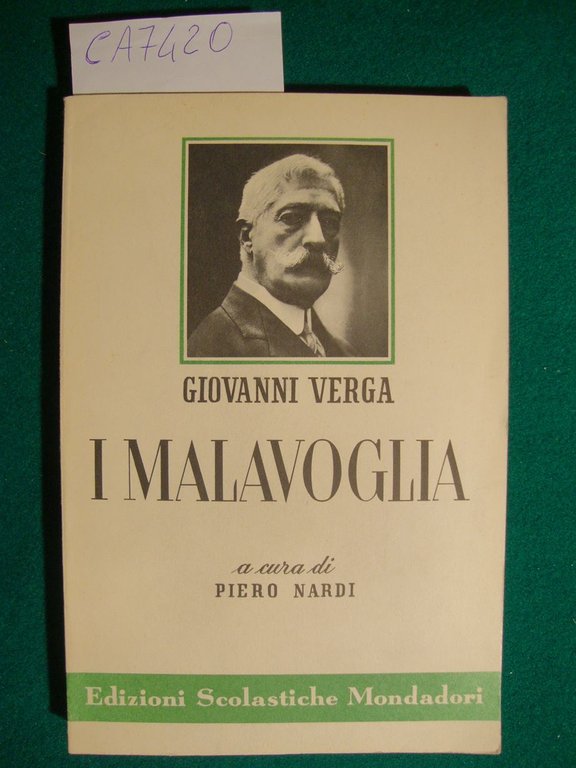 CA7420
GIOVANNI VERGA
I MALAVOGLIA
a cura di
PIERO NARDI
Edizioni Scolastiche Mondadori